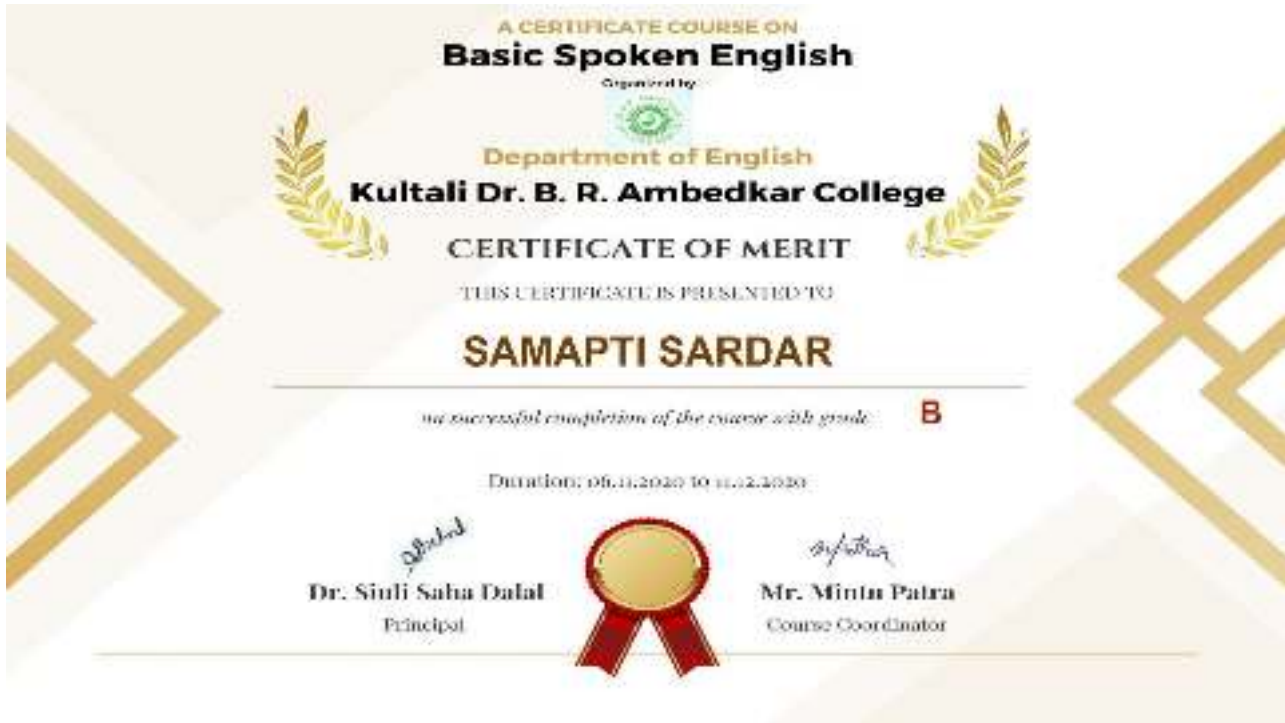 A CERTIFICATE COURSE ON
Basic Spoken English
Organized by
Department of English
Kultali Dr. B. R. Ambedkar College
CERTIFICATE OF MERIT
THIS CERTIFICATE IS PRESENTED TO
SAMAPTI SARDAR
on successful completion of the course with grade B
Duration: 06.11.2020 to 11.12.2020
Dr. Siuli Saha Dalal
Principal
Mr. Mintu Patra
Course Coordinator